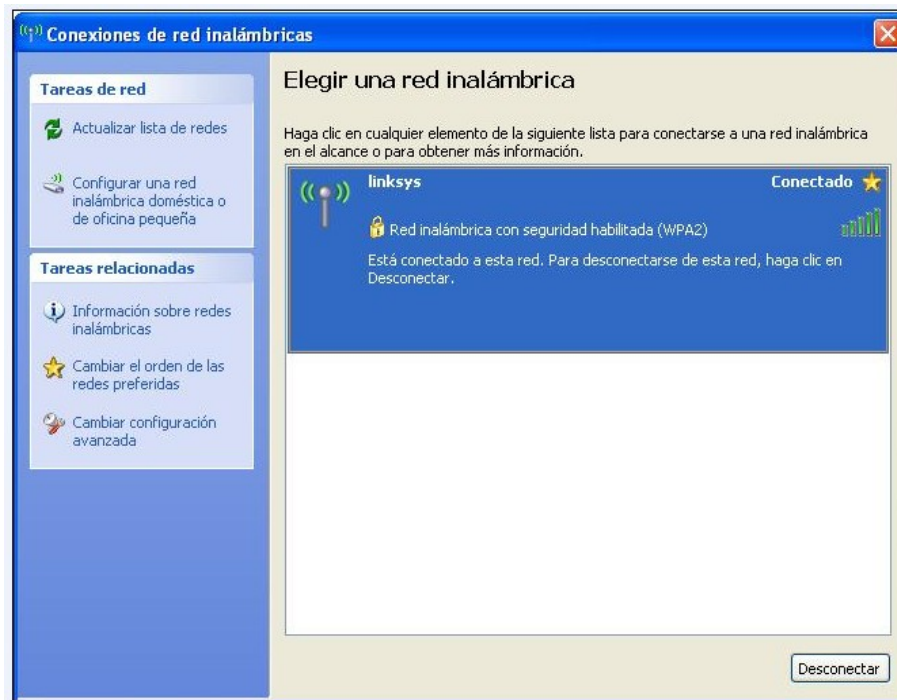 Conexiones de red inalámbricas
Tareas de red
Actualizar lista de redes
Configurar una red
inalámbrica doméstica o
de oficina pequeña
Tareas relacionadas
Información sobre redes
inalámbricas
Cambiar el orden de las
redes preferidas
Cambiar configuración
avanzada
Elegir una red inalámbrica
Haga clic en cualquier elemento de la siguiente lista para conectarse a una red inalámbrica
en el alcance o para obtener más información.
linksys
Conectado
Red inalámbrica con seguridad habilitada (WPA2)
Está conectado a esta red. Para desconectarse de esta red, haga clic en
Desconectar.
Desconectar